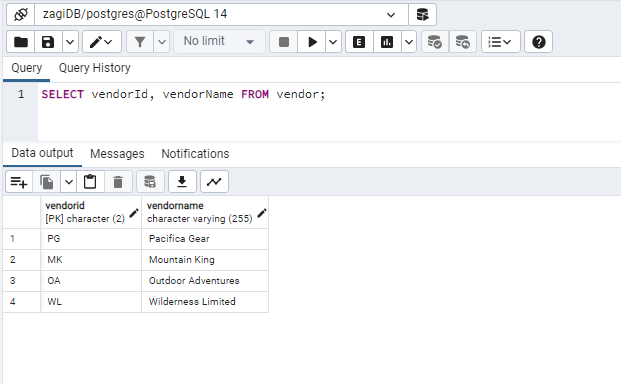 zagiDB/postgres@PostgreSQL 14
No limit
Query Query History
1 SELECT vendorId, vendorName FROM vendor;
Data output Messages Notifications
vendorid vendorname
[PK] character (2) character varying (255)
1 PG Pacifica Gear
2 MK Mountain King
3 OA Outdoor Adventures
4 WL Wilderness Limited